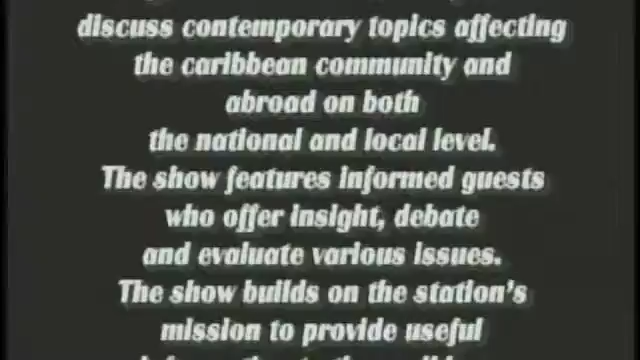 discuss contemporary topics affecting
the caribbean community and
abroad on both
the national and local level.
The show features informed guests
who offer insight, debate
and evaluate various issues.
The show builds on the station's
mission to provide useful